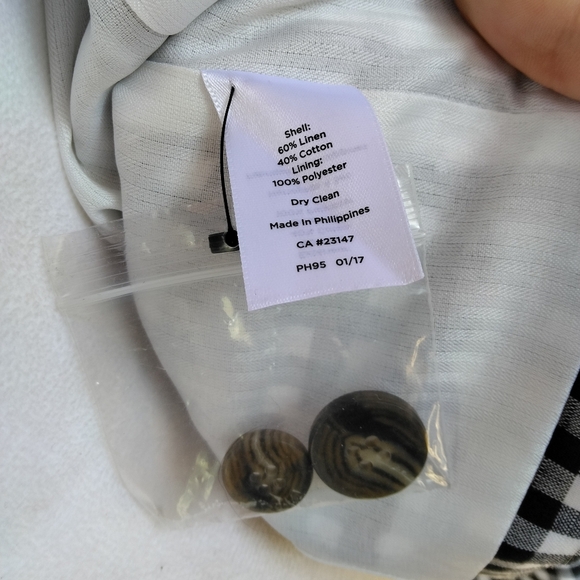 Shell:
60% Linen
40% Cotton
Lining:
100% Polyester
Dry Clean
Made In Philippines
CA #23147
PH95 01/17